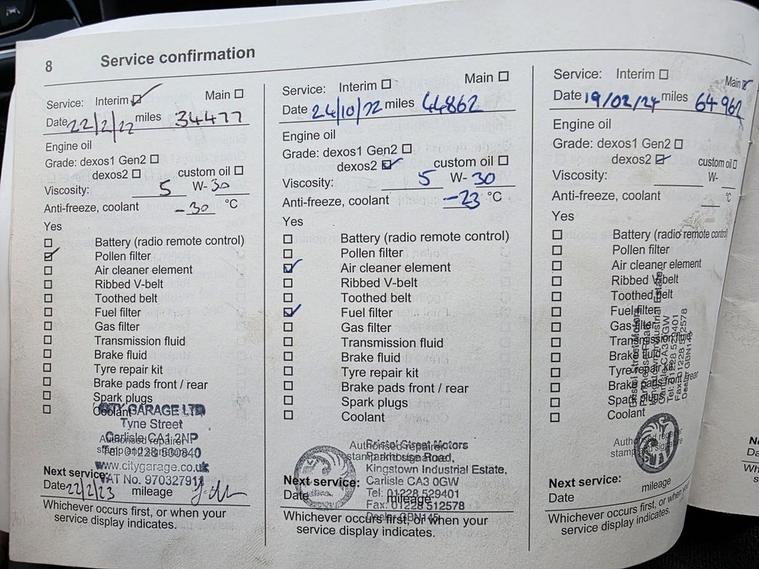 8 Service confirmation
Service: Interim Main
Date 22/2/22 miles 34477
Engine oil
Grade: dexos1 Gen2
dexos2 custom oil
Viscosity: 5 W-30
Anti-freeze, coolant -30 °C
Yes
Battery (radio remote control)
Pollen filter
Air cleaner element
Ribbed V-belt
Toothed belt
Fuel filter
Gas filter
Transmission fluid
Brake fluid
Tyre repair kit
Brake pads front / rear
Spark plugs
Coolant
CITY GARAGE LTD
Tyne Street
Carlisle CA1 2NP
www.citygarage.co.uk
VAT No. 970327913
Next service:
Date 22/2/23 mileage
Whichever occurs first, or when your
service display indicates.
Service: Interim Main
Date 24/10/22 miles 44862
Engine oil
Grade: dexos1 Gen2
dexos2 custom oil
Viscosity: 5 W-30
Anti-freeze, coolant -23 °C
Yes
Battery (radio remote control)
Pollen filter
Air cleaner element
Ribbed V-belt
Toothed belt
Fuel filter
Gas filter
Transmission fluid
Brake fluid
Tyre repair kit
Brake pads front / rear
Spark plugs
Coolant
Bristol Street Motors
Parkhouse Road,
Kingstown Industrial Estate,
Carlisle CA3 0GW
Tel: 01228 529401
Fax: 01228 512578
Next service:
Date mileage
Whichever occurs first, or when your
service display indicates.
Service: Interim Main
Date 19/02/24 miles 64962
Engine oil
Grade: dexos1 Gen2
dexos2 custom oil
Viscosity: W-
Anti-freeze, coolant °C
Yes
Battery (radio remote control)
Pollen filter
Air cleaner element
Ribbed V-belt
Toothed belt
Fuel filter
Gas filter
Transmission fluid
Brake fluid
Tyre repair kit
Brake pads front / rear
Spark plugs
Coolant
Next service:
Date mileage
Whichever occurs first, or when your
service display indicates.